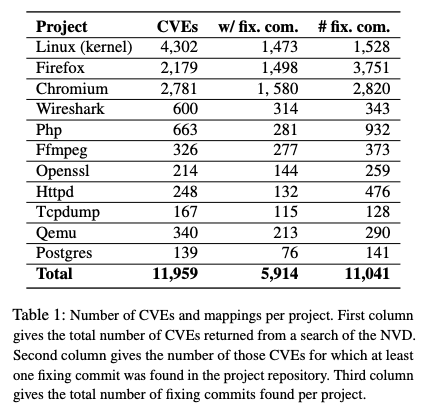 Project CVEs w/ fix. com. # fix. com.
Linux (kernel) 4,302 1,473 1,528
Firefox 2,179 1,498 3,751
Chromium 2,781 1, 580 2,820
Wireshark 600 314 343
Php 663 281 932
Ffmpeg 326 277 373
Openssl 214 144 259
Httpd 248 132 476
Tcpdump 167 115 128
Qemu 340 213 290
Postgres 139 76 141
Total 11,959 5,914 11,041
Table 1: Number of CVEs and mappings per project. First column
gives the total number of CVEs returned from a search of the NVD.
Second column gives the number of those CVEs for which at least
one fixing commit was found in the project repository. Third column
gives the total number of fixing commits found per project.